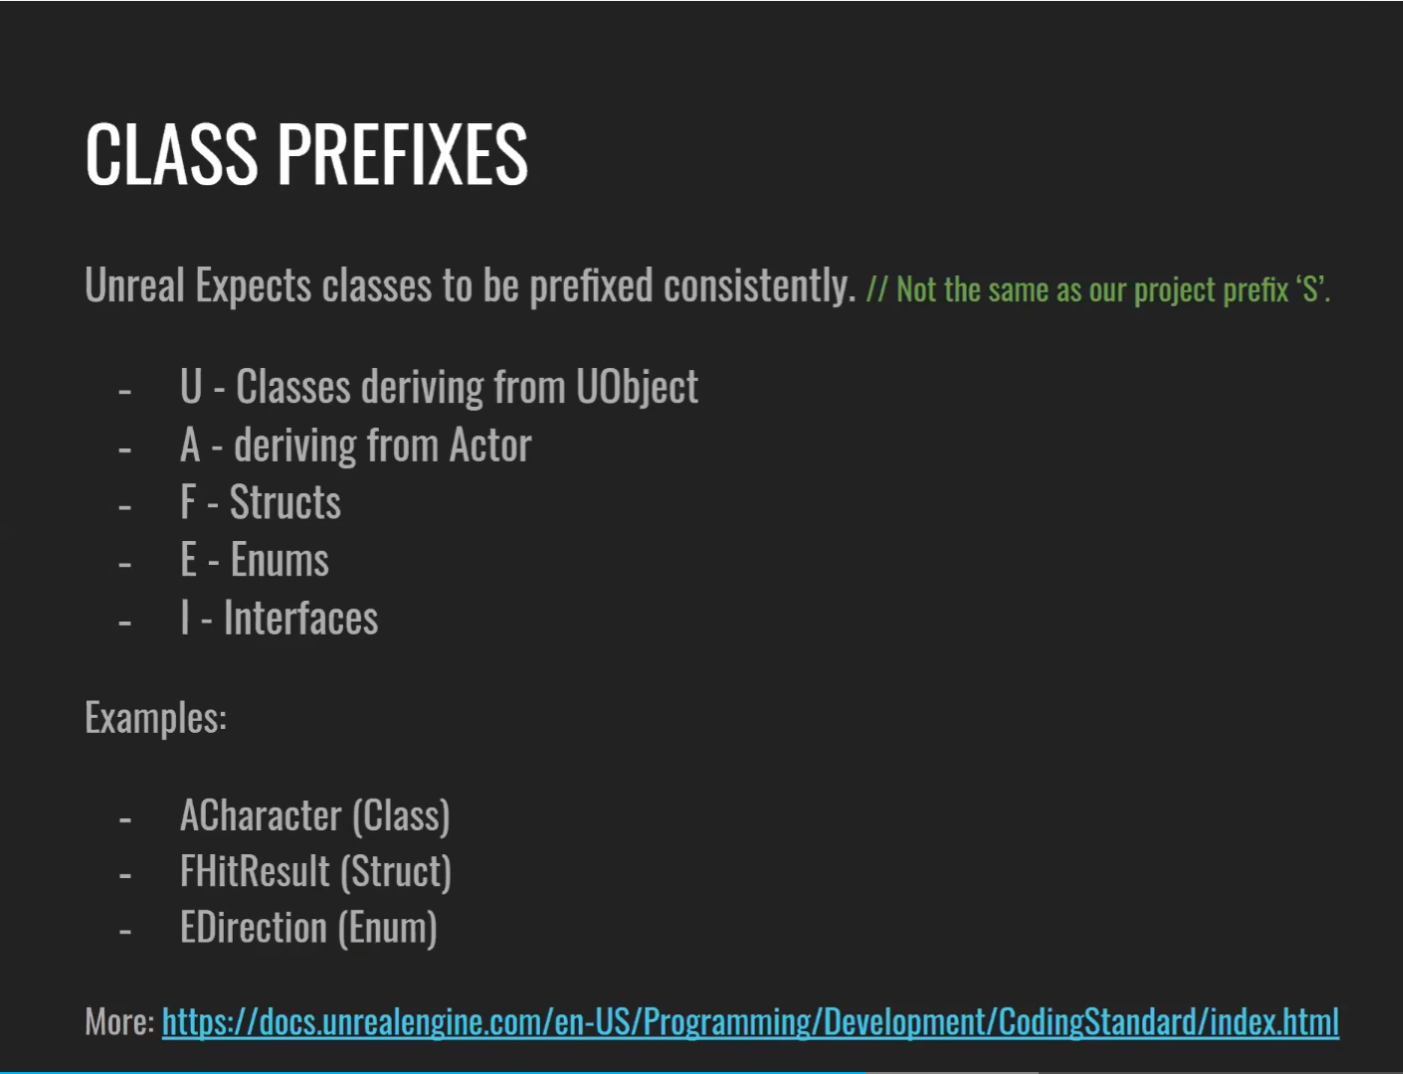 CLASS PREFIXES
Unreal Expects classes to be prefixed consistently. // Not the same as our project prefix ‘S’.
- U - Classes deriving from UObject
- A - deriving from Actor
- F - Structs
- E - Enums
- I - Interfaces
Examples:
- ACharacter (Class)
- FHitResult (Struct)
- EDirection (Enum)
More: https://docs.unrealengine.com/en-US/Programming/Development/CodingStandard/index.html